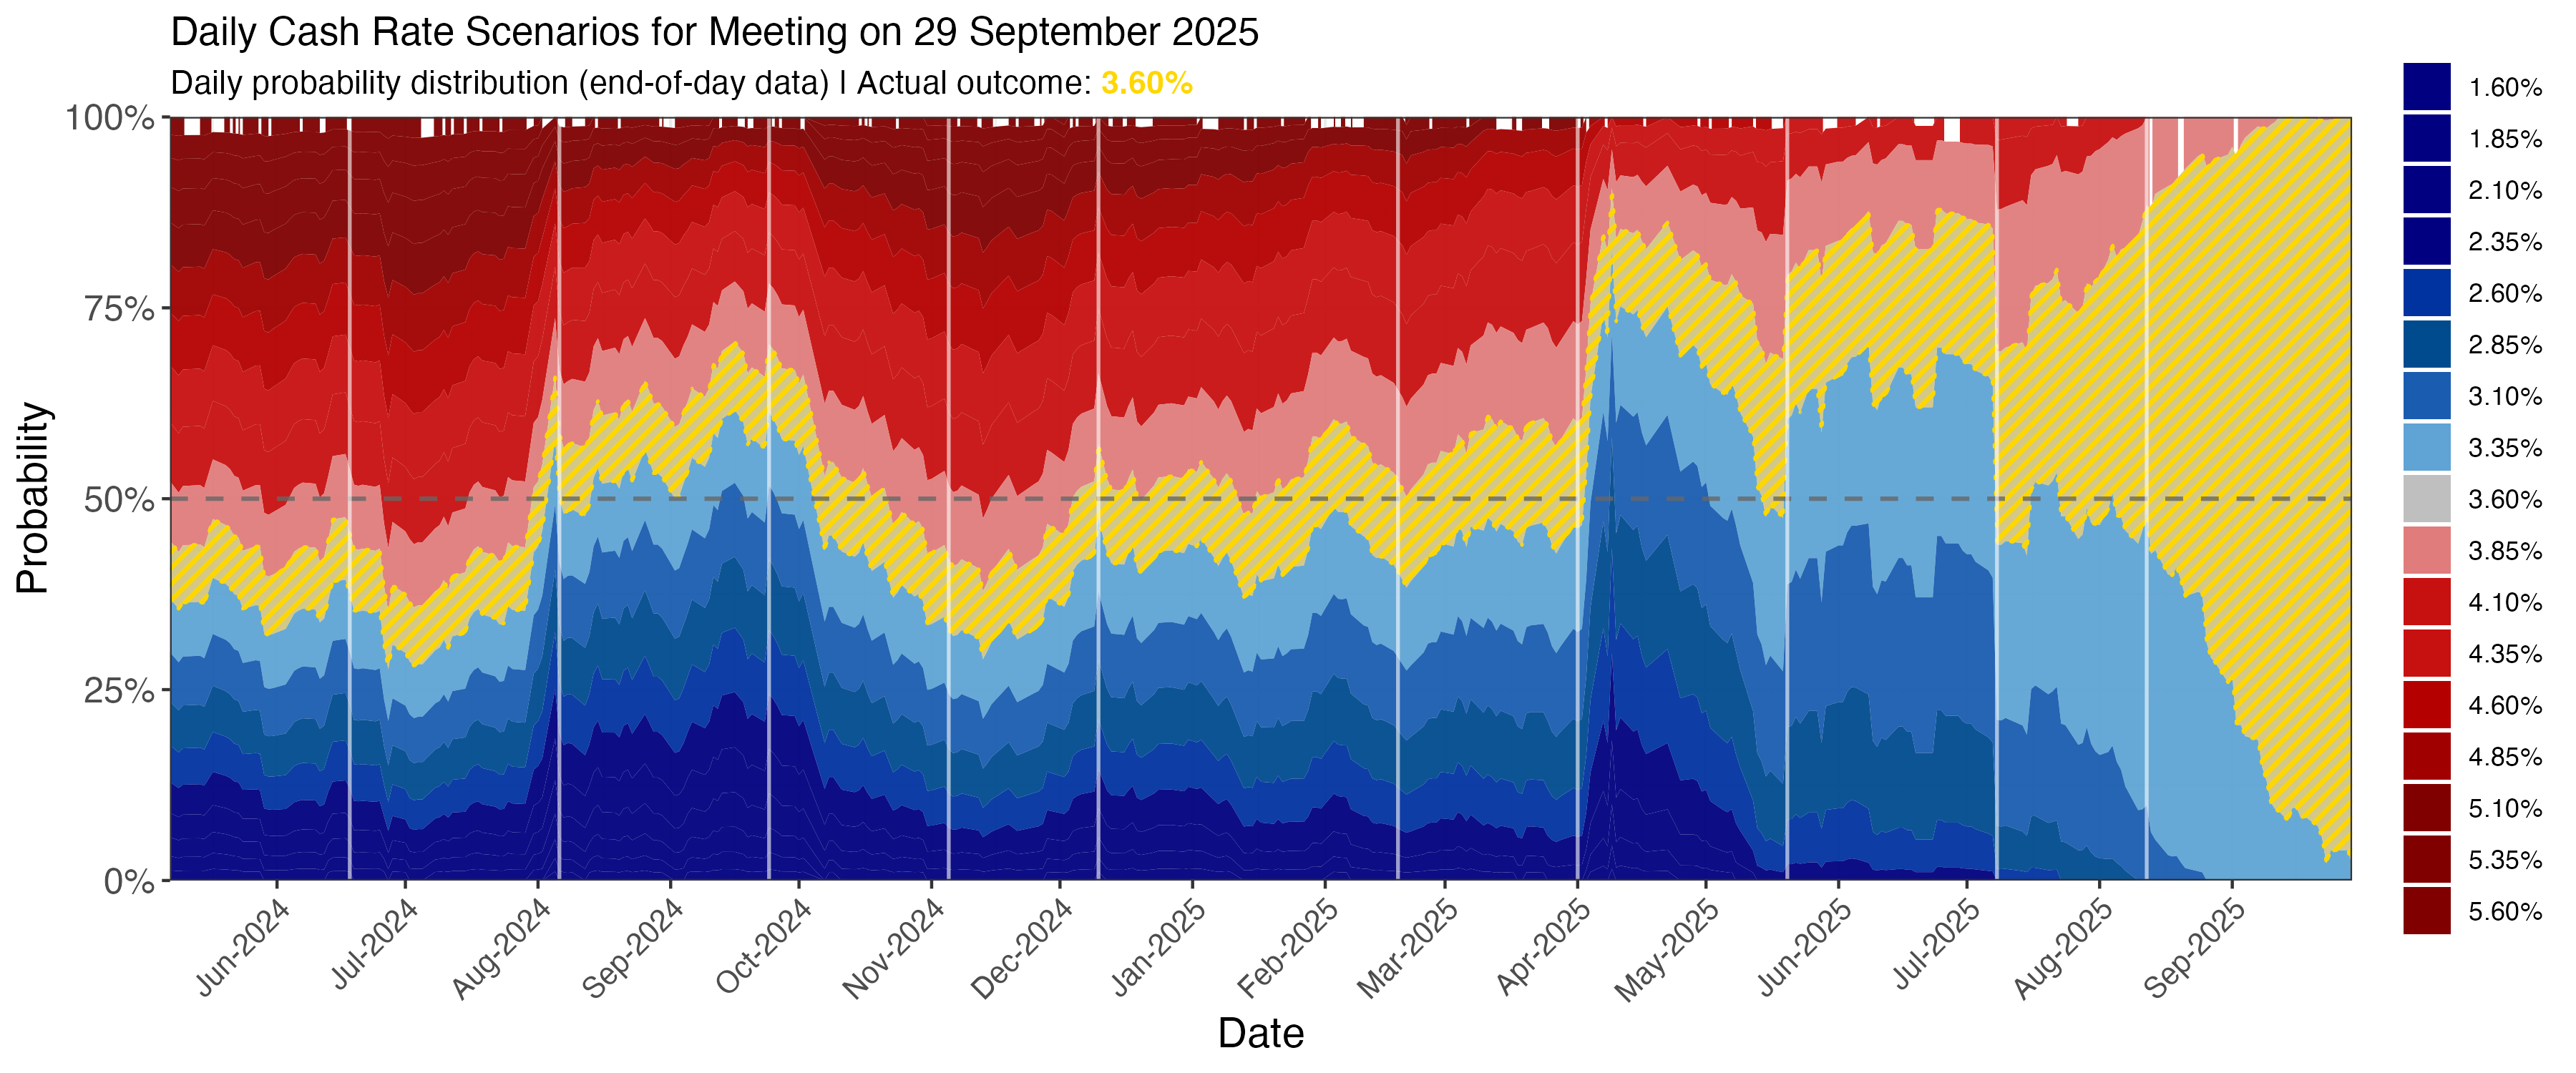 Daily Cash Rate Scenarios for Meeting on 29 September 2025
Daily probability distribution (end-of-day data) | Actual outcome: 3.60%
Probability
100%
75%
50%
25%
0%
Jun-2024
Jul-2024
Aug-2024
Sep-2024
Oct-2024
Nov-2024
Dec-2024
Jan-2025
Feb-2025
Mar-2025
Apr-2025
May-2025
Jun-2025
Jul-2025
Aug-2025
Sep-2025
Date
1.60%
1.85%
2.10%
2.35%
2.60%
2.85%
3.10%
3.35%
3.60%
3.85%
4.10%
4.35%
4.60%
4.85%
5.10%
5.35%
5.60%